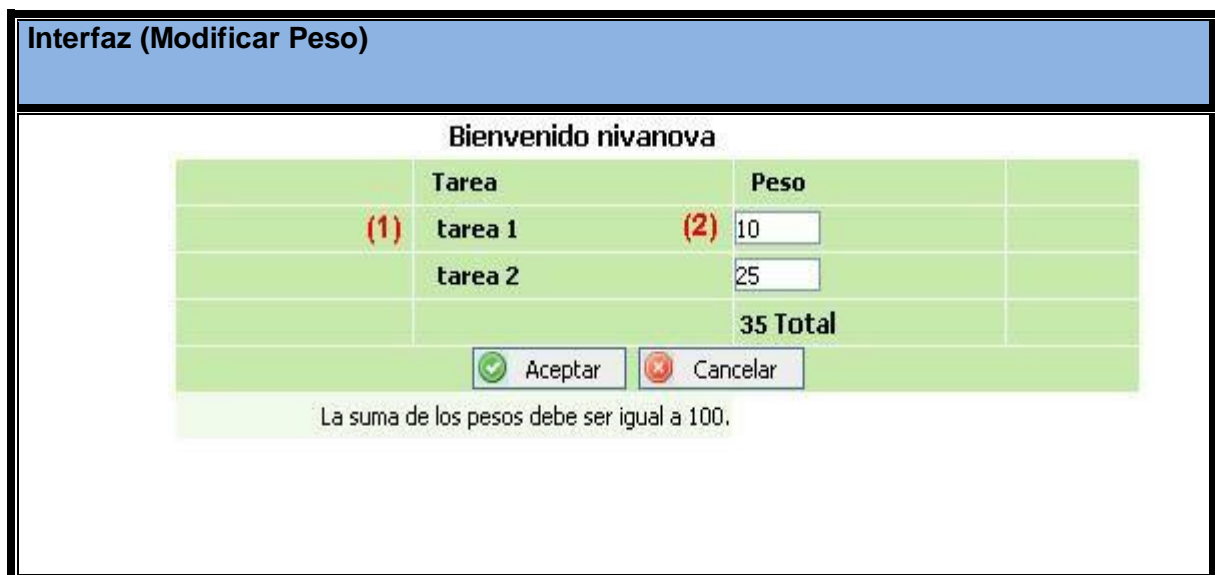 Interfaz (Modificar Peso)
Bienvenido nivanova
Tarea Peso
(1) tarea 1 (2) 10
tarea 2 25
35 Total
Aceptar Cancelar
La suma de los pesos debe ser igual a 100.